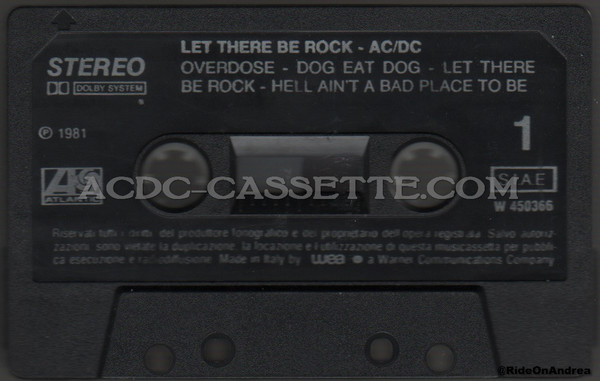 LET THERE BE ROCK - AC/DC
STEREO
OVERDOSE - DOG EAT DOG - LET THERE
DOLBY SYSTEM
BE ROCK - HELL AIN'T A BAD PLACE TO BE
℗ 1981
1
ACDC-CASSETTE.COM
ATLANTIC
S.I.A.E.
W 450366
Riservati tutti i diritti del produttore fonografico e del proprietario dell'opera registrata. Salvo autoriz-
zazioni, sono vietate la duplicazione, la locazione e l'utilizzazione di questa musicassetta per pubbli-
ca esecuzione e radiodiffusione. Made in Italy by wea a Warner Communications Company
©RideOnAndrea